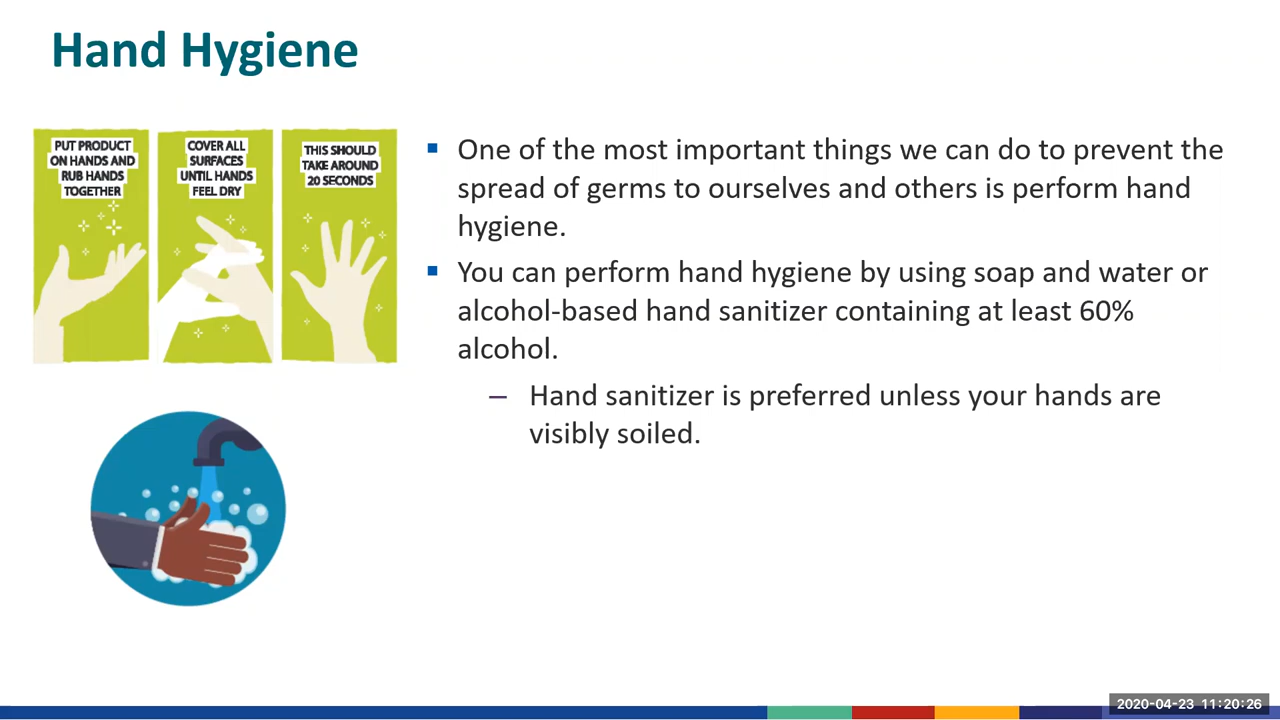 Hand Hygiene
PUT PRODUCT
ON HANDS AND
RUB HANDS
TOGETHER
COVER ALL
SURFACES
UNTIL HANDS
FEEL DRY
THIS SHOULD
TAKE AROUND
20 SECONDS
▪ One of the most important things we can do to prevent the
spread of germs to ourselves and others is perform hand
hygiene.
▪ You can perform hand hygiene by using soap and water or
alcohol-based hand sanitizer containing at least 60%
alcohol.
– Hand sanitizer is preferred unless your hands are
visibly soiled.
2020-04-23 11:20:26